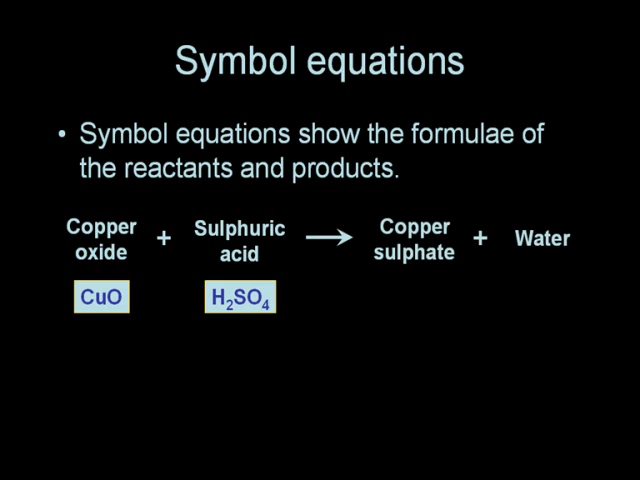 Symbol equations
• Symbol equations show the formulae of
the reactants and products.
Copper oxide + Sulphuric acid → Copper sulphate + Water
CuO H₂SO₄